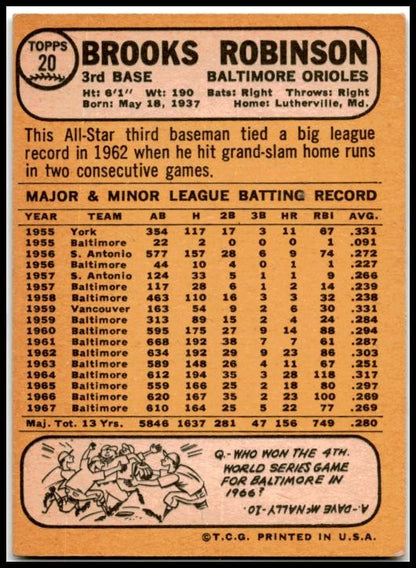 TOPPS
20
BROOKS ROBINSON
3rd BASE BALTIMORE ORIOLES
Ht: 6'1" Wt: 190 Bats: Right Throws: Right
Born: May 18, 1937 Home: Lutherville, Md.
This All-Star third baseman tied a big league
record in 1962 when he hit grand-slam home runs
in two consecutive games.
MAJOR & MINOR LEAGUE BATTING RECORD
YEAR TEAM AB H 2B 3B HR RBI AVG.
1955 York 354 117 17 3 11 67 .331
1955 Baltimore 22 2 0 0 0 1 .091
1956 S. Antonio 577 157 28 6 9 74 .272
1956 Baltimore 44 10 4 0 1 1 .227
1957 S. Antonio 124 33 5 1 1 9 .266
1957 Baltimore 117 28 6 1 2 14 .239
1958 Baltimore 463 110 16 3 3 32 .238
1959 Vancouver 163 54 9 2 6 30 .331
1959 Baltimore 313 89 15 2 4 24 .284
1960 Baltimore 595 175 27 9 14 88 .294
1961 Baltimore 668 192 38 7 7 61 .287
1962 Baltimore 634 192 29 9 23 86 .303
1963 Baltimore 589 148 26 4 11 67 .251
1964 Baltimore 612 194 35 3 28 118 .317
1965 Baltimore 559 166 25 2 18 80 .297
1966 Baltimore 620 167 35 2 23 100 .269
1967 Baltimore 610 164 25 5 22 77 .269
Maj. Tot. 13 Yrs. 5846 1637 281 47 156 749 .280
Q.- WHO WON THE 4TH.
WORLD SERIES GAME
FOR BALTIMORE IN
1966?
A.- DAVE McNALLY 1-0.
©T.C.G. PRINTED IN U.S.A.